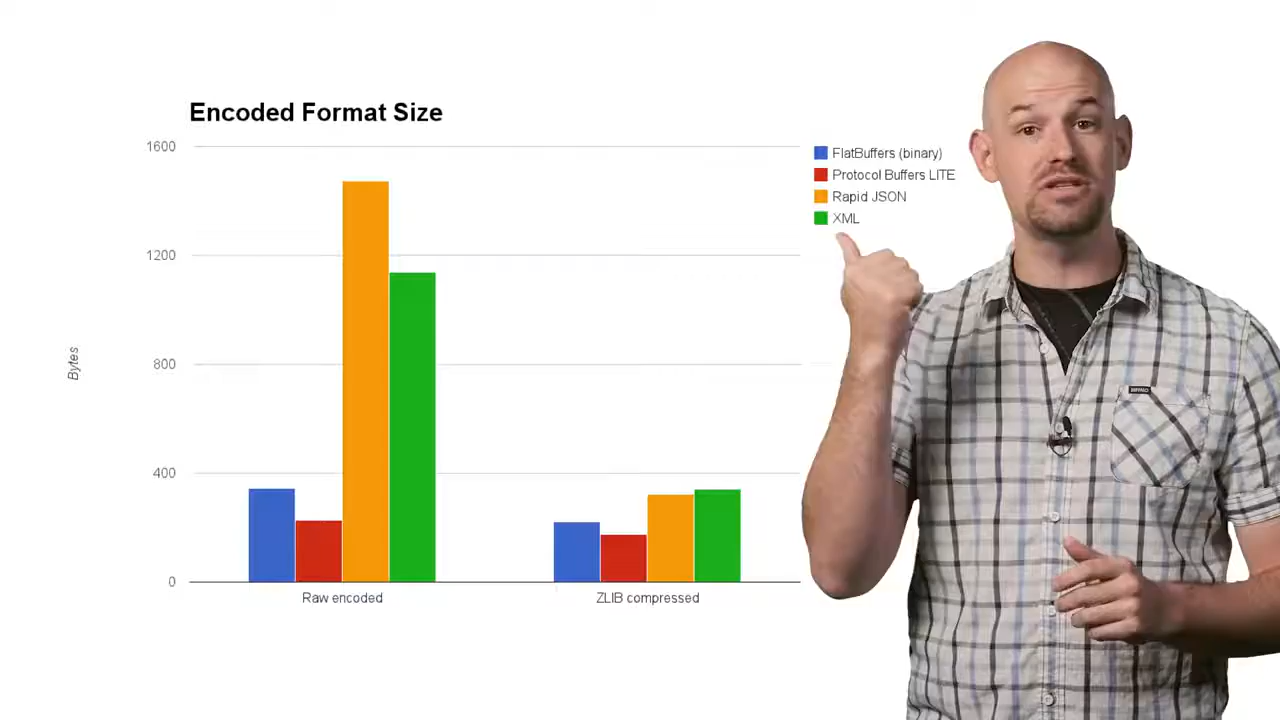 Encoded Format Size
1600
1200
800
400
0
Bytes
Raw encoded
ZLIB compressed
FlatBuffers (binary)
Protocol Buffers LITE
Rapid JSON
XML